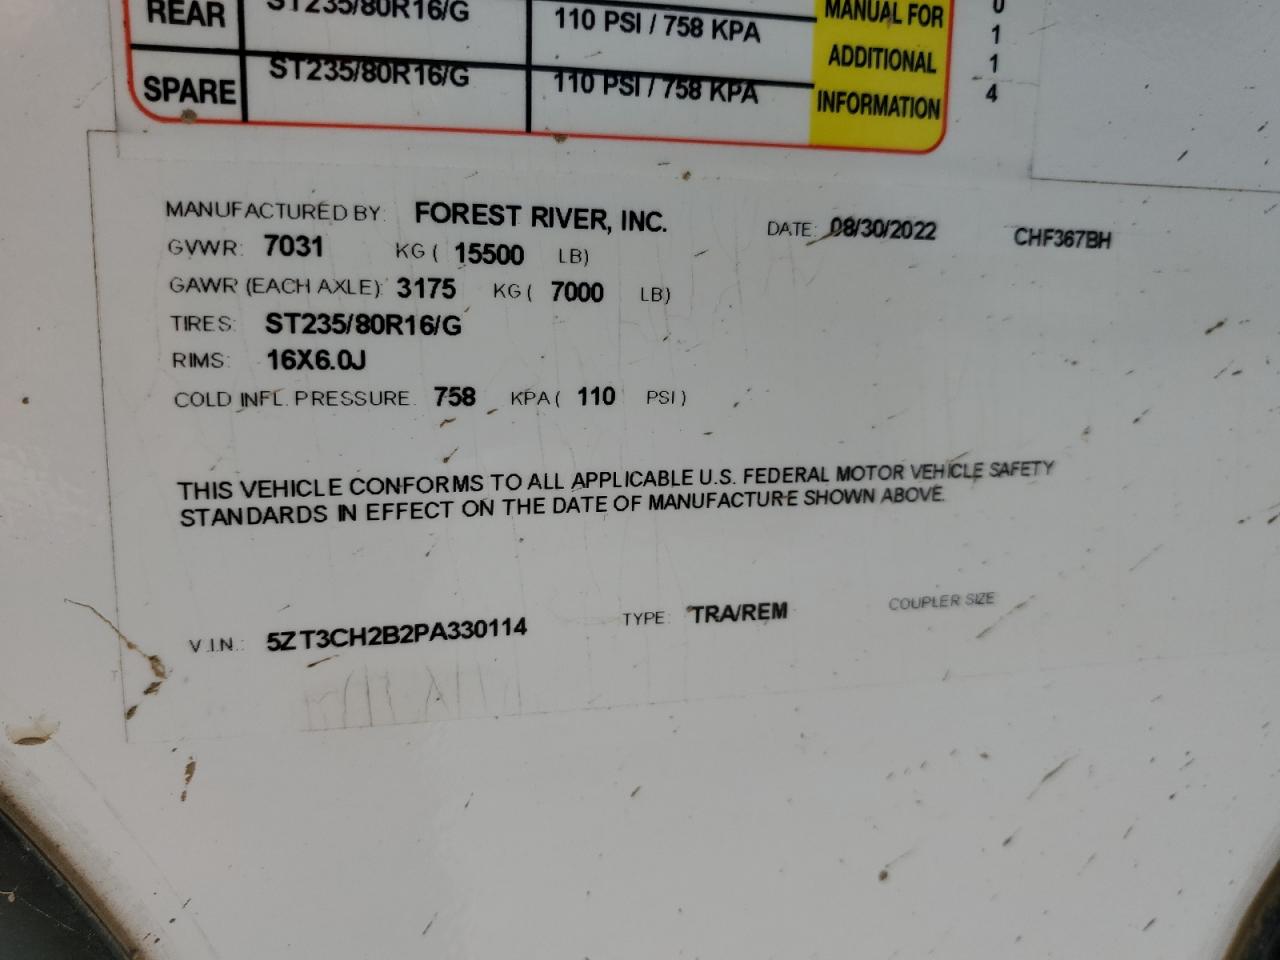 REAR ST235/80R16/G 110 PSI / 758 KPA MANUAL FOR
ADDITIONAL
SPARE ST235/80R16/G 110 PSI / 758 KPA INFORMATION
0
1
1
4
MANUFACTURED BY: FOREST RIVER, INC. DATE: 08/30/2022 CHF367BH
GVWR: 7031 KG ( 15500 LB)
GAWR (EACH AXLE): 3175 KG ( 7000 LB)
TIRES: ST235/80R16/G
RIMS: 16X6.0J
COLD INFL. PRESSURE 758 KPA ( 110 PSI )
THIS VEHICLE CONFORMS TO ALL APPLICABLE U.S. FEDERAL MOTOR VEHICLE SAFETY
STANDARDS IN EFFECT ON THE DATE OF MANUFACTURE SHOWN ABOVE.
V.I.N.: 5ZT3CH2B2PA330114 TYPE: TRA/REM COUPLER SIZE